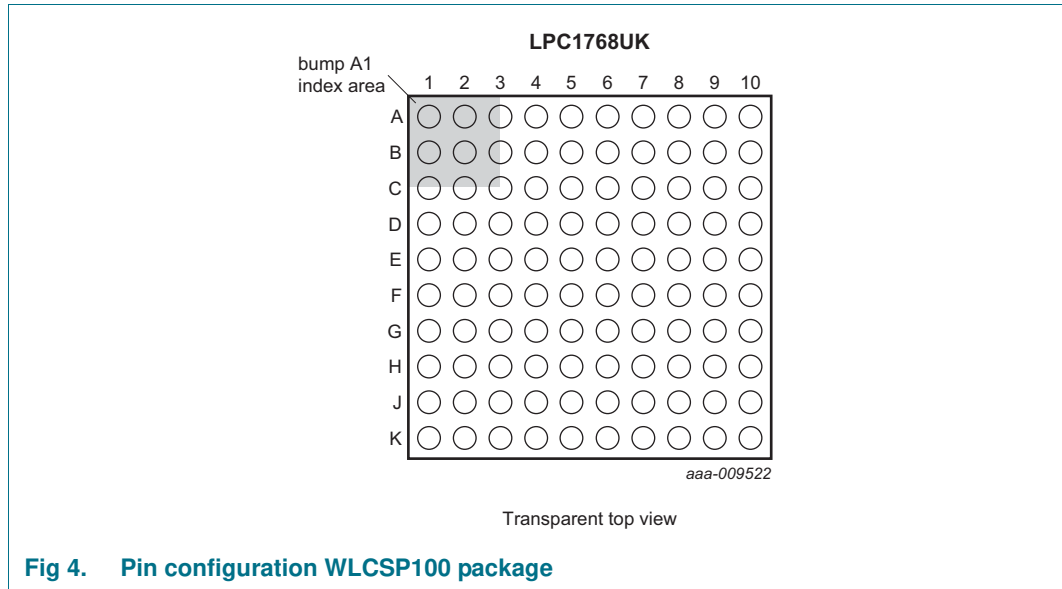 LPC1768UK
bump A1
index area
1 2 3 4 5 6 7 8 9 10
A
B
C
D
E
F
G
H
J
K
aaa-009522
Transparent top view
Fig 4. Pin configuration WLCSP100 package